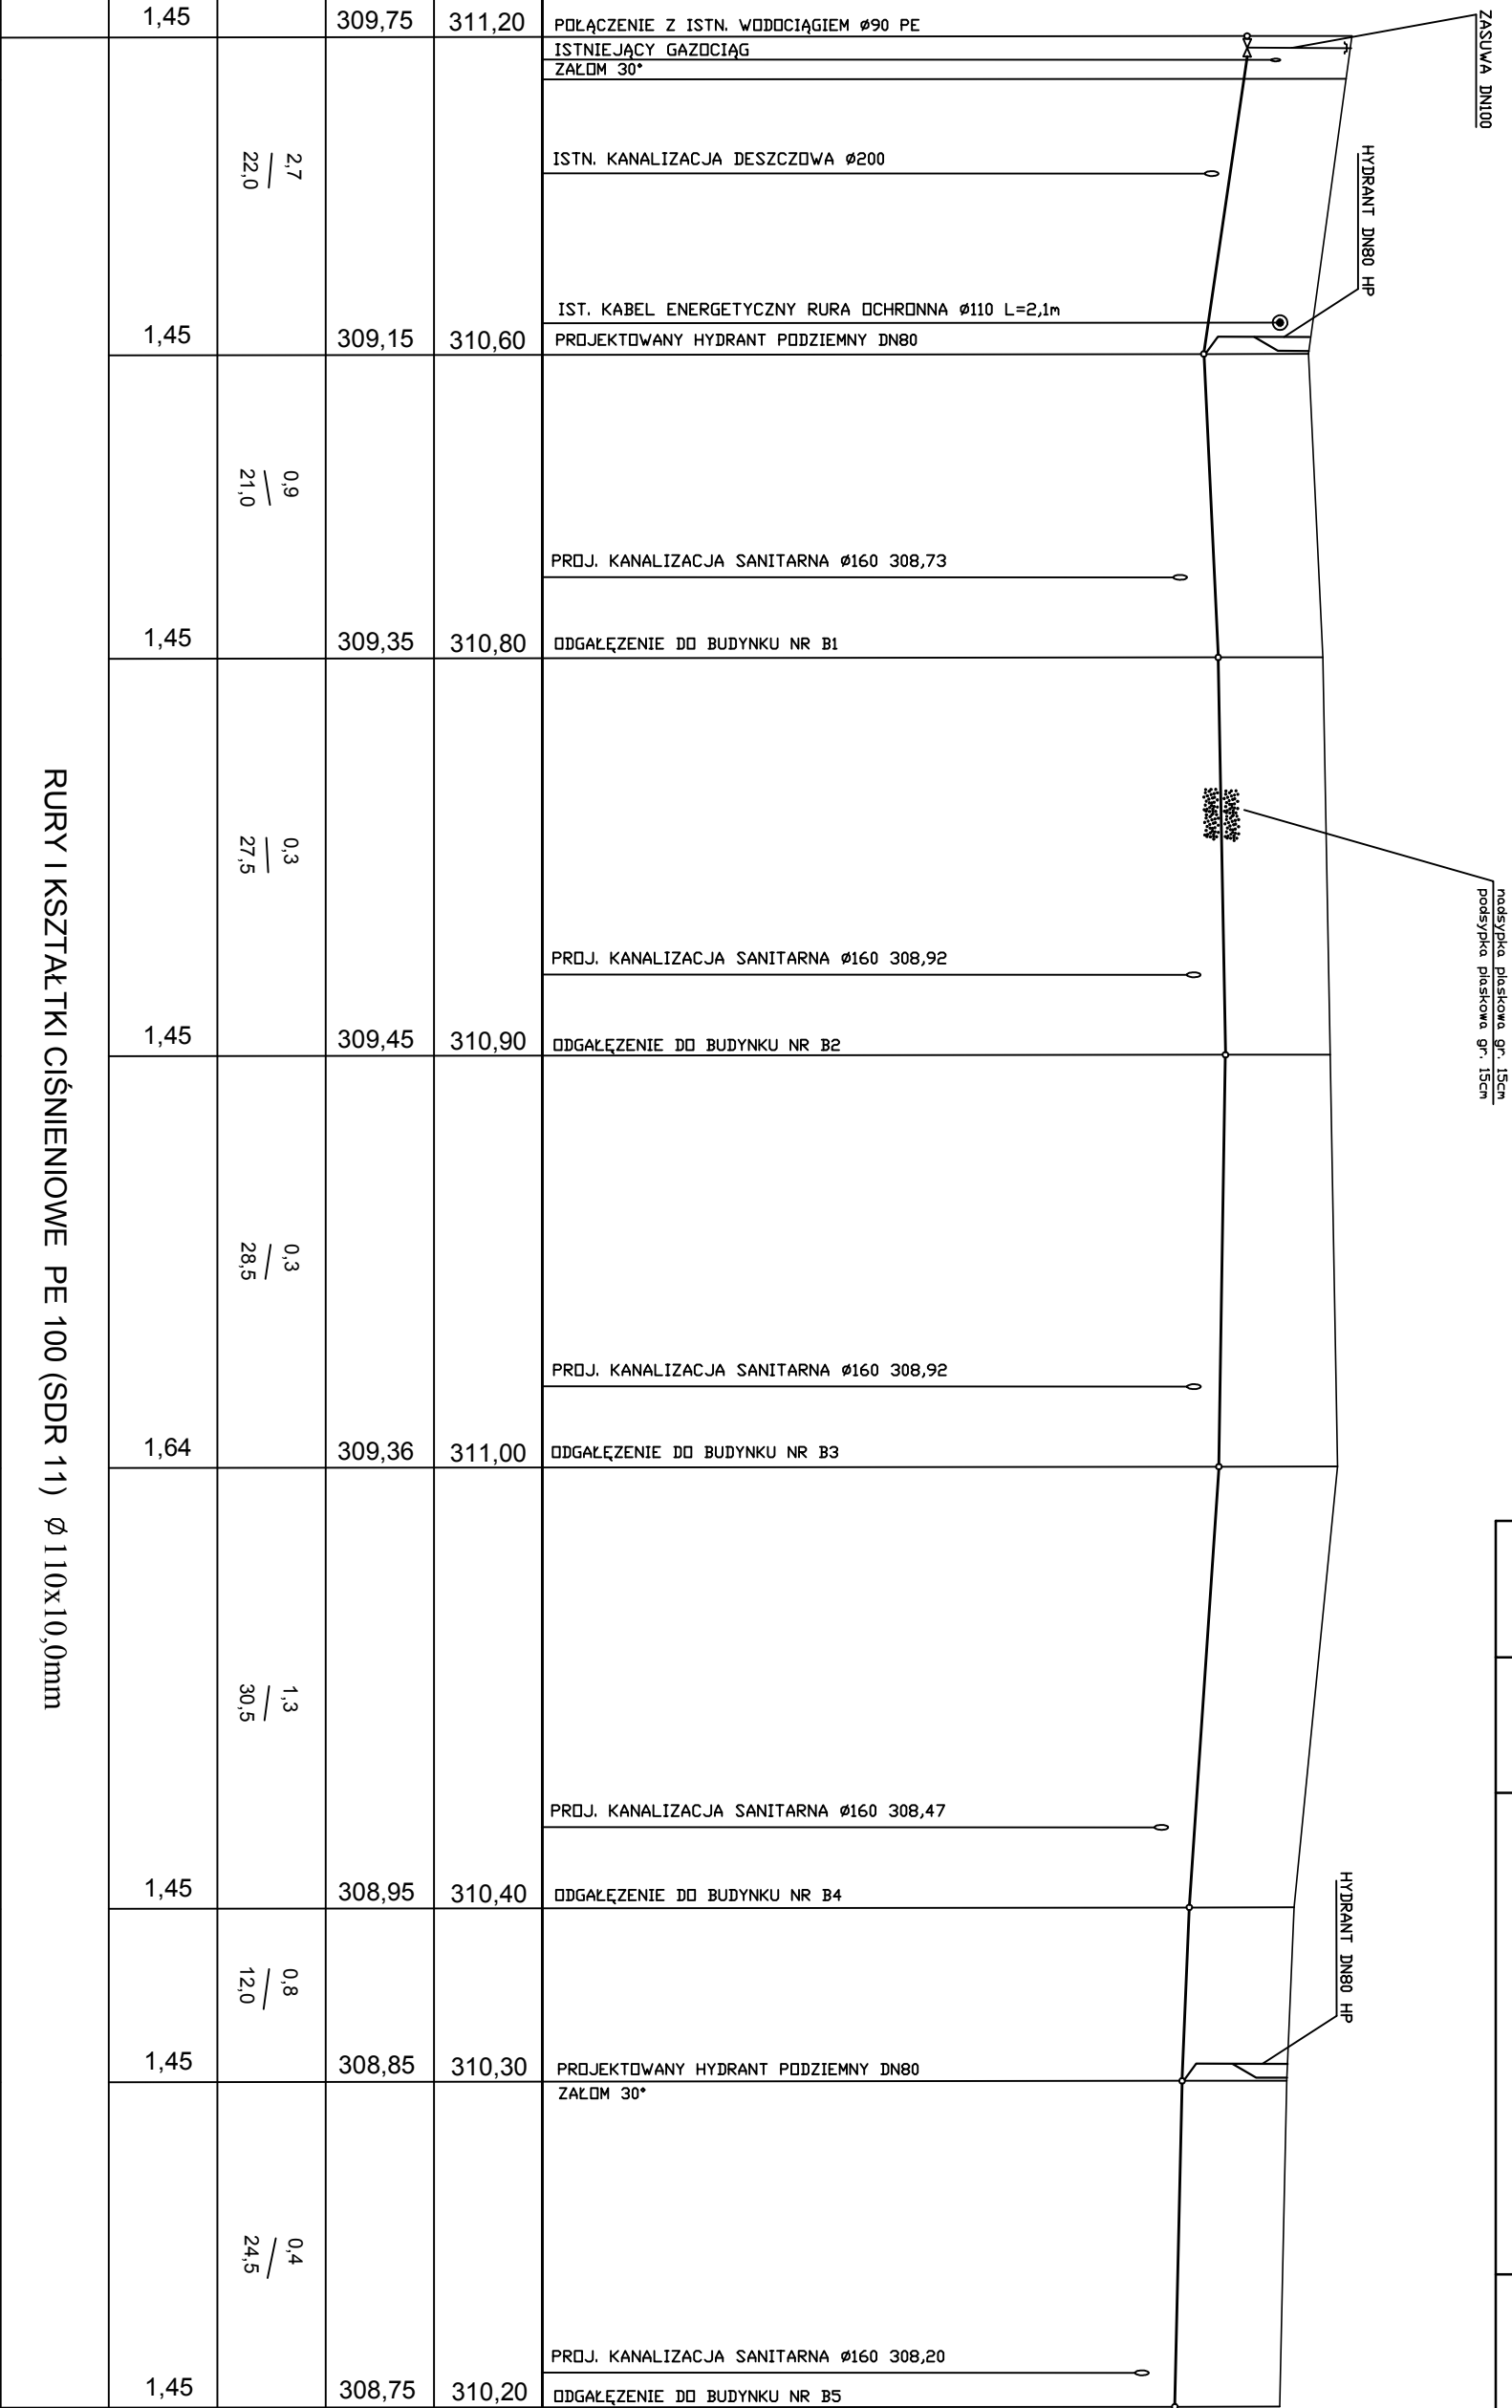 ZASUWA DN100
1,45 309,75 311,20 POŁĄCZENIE Z ISTN. WODOCIĄGIEM Ø90 PE
ISTNIEJĄCY GAZOCIĄG
ZAŁOM 30°
HYDRANT DN80 HP
2,7
22,0
ISTN. KANALIZACJA DESZCZOWA Ø200
IST. KABEL ENERGETYCZNY RURA OCHRONNA Ø110 L=2,1m
1,45 309,15 310,60 PROJEKTOWANY HYDRANT PODZIEMNY DN80
0,9
21,0
PROJ. KANALIZACJA SANITARNA Ø160 308,73
1,45 309,35 310,80 ODGAŁĘZENIE DO BUDYNKU NR B1
0,3
27,5
nadsypka piaskowa gr. 15cm
podsypka piaskowa gr. 15cm
PROJ. KANALIZACJA SANITARNA Ø160 308,92
1,45 309,45 310,90 ODGAŁĘZENIE DO BUDYNKU NR B2
0,3
28,5
PROJ. KANALIZACJA SANITARNA Ø160 308,92
1,64 309,36 311,00 ODGAŁĘZENIE DO BUDYNKU NR B3
1,3
30,5
PROJ. KANALIZACJA SANITARNA Ø160 308,47
1,45 308,95 310,40 ODGAŁĘZENIE DO BUDYNKU NR B4
HYDRANT DN80 HP
0,8
12,0
1,45 308,85 310,30 PROJEKTOWANY HYDRANT PODZIEMNY DN80
ZAŁOM 30°
0,4
24,5
PROJ. KANALIZACJA SANITARNA Ø160 308,20
1,45 308,75 310,20 ODGAŁĘZENIE DO BUDYNKU NR B5
RURY I KSZTAŁTKI CIŚNIENIOWE PE 100 (SDR 11) Ø110x10,0mm